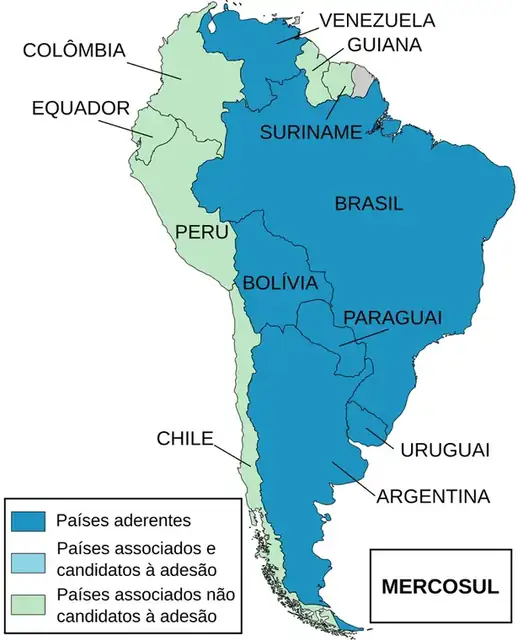 VENEZUELA
GUIANA
COLÔMBIA
EQUADOR
SURINAME
BRASIL
PERU
BOLÍVIA
PARAGUAI
CHILE
URUGUAI
ARGENTINA
Países aderentes
Países associados e
candidatos à adesão
Países associados não
candidatos à adesão
MERCOSUL